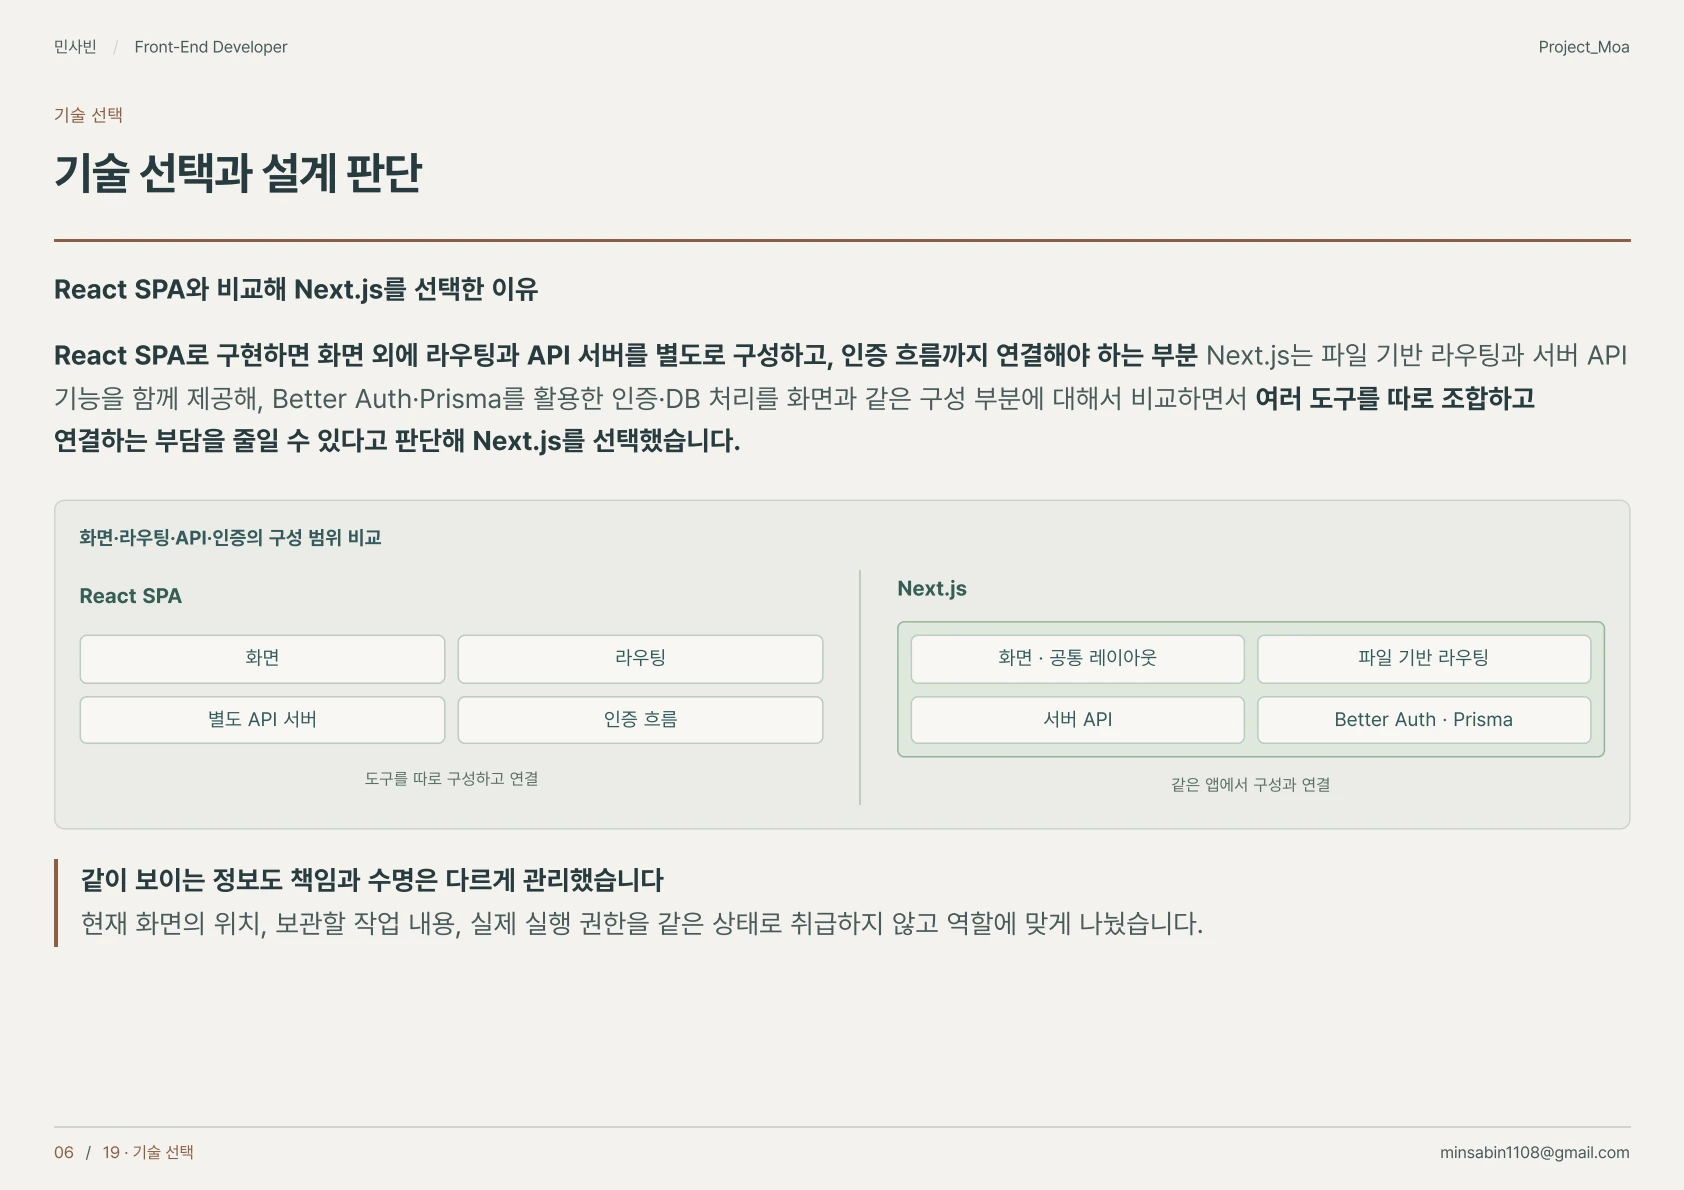 민사빈 / Front-End Developer
Project_Moa
기술 선택
기술 선택과 설계 판단
React SPA와 비교해 Next.js를 선택한 이유
React SPA로 구현하면 화면 외에 라우팅과 API 서버를 별도로 구성하고, 인증 흐름까지 연결해야 하는 부분 Next.js는 파일 기반 라우팅과 서버 API
기능을 함께 제공해, Better Auth·Prisma를 활용한 인증·DB 처리를 화면과 같은 구성 부분에 대해서 비교하면서 여러 도구를 따로 조합하고
연결하는 부담을 줄일 수 있다고 판단해 Next.js를 선택했습니다.
화면·라우팅·API·인증의 구성 범위 비교
React SPA
화면
라우팅
별도 API 서버
인증 흐름
도구를 따로 구성하고 연결
Next.js
화면 · 공통 레이아웃
파일 기반 라우팅
서버 API
Better Auth · Prisma
같은 앱에서 구성과 연결
같이 보이는 정보도 책임과 수명은 다르게 관리했습니다
현재 화면의 위치, 보관할 작업 내용, 실제 실행 권한을 같은 상태로 취급하지 않고 역할에 맞게 나눴습니다.
06 / 19 · 기술 선택
minsabin1108@gmail.com